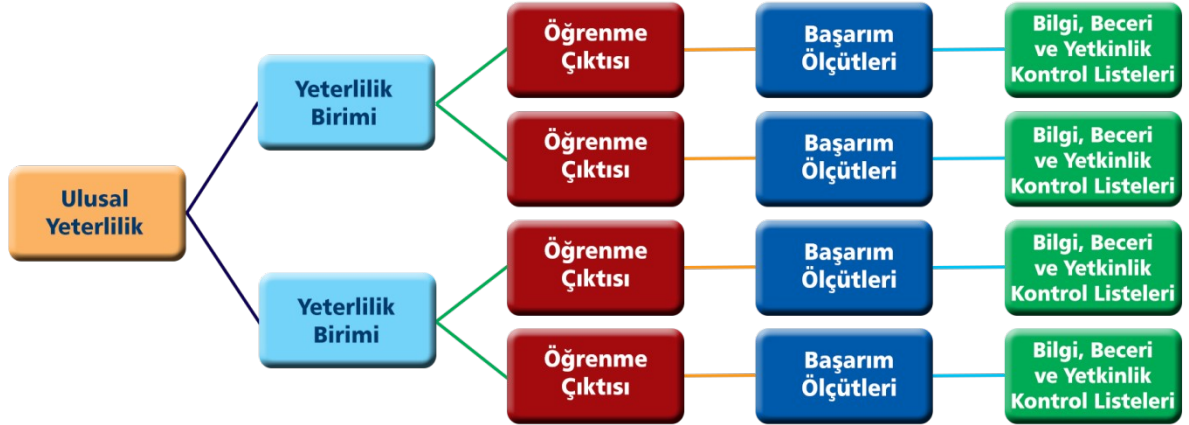 Ulusal
Yeterlilik
Yeterlilik
Birimi
Yeterlilik
Birimi
Öğrenme
Çıktısı
Başarım
Ölçütleri
Bilgi, Beceri
ve Yetkinlik
Kontrol Listeleri
Öğrenme
Çıktısı
Başarım
Ölçütleri
Bilgi, Beceri
ve Yetkinlik
Kontrol Listeleri
Öğrenme
Çıktısı
Başarım
Ölçütleri
Bilgi, Beceri
ve Yetkinlik
Kontrol Listeleri
Öğrenme
Çıktısı
Başarım
Ölçütleri
Bilgi, Beceri
ve Yetkinlik
Kontrol Listeleri